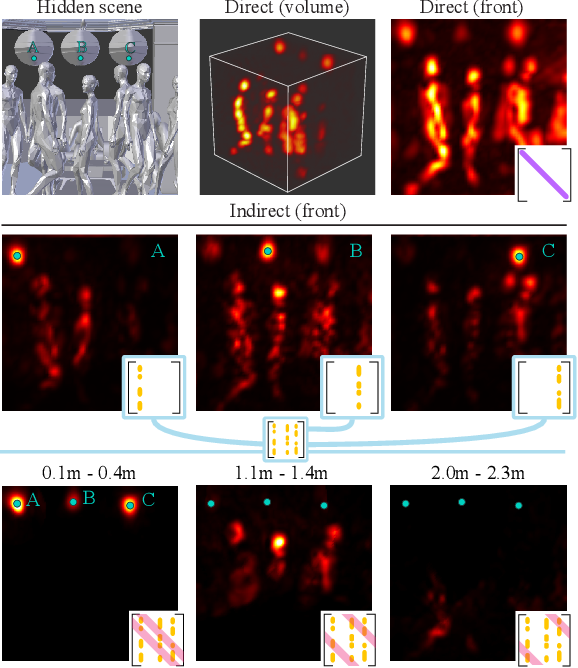 Hidden scene
Direct (volume)
Direct (front)
A
B
C
Indirect (front)
A
B
C
0.1m - 0.4m
1.1m - 1.4m
2.0m - 2.3m
A
B
C